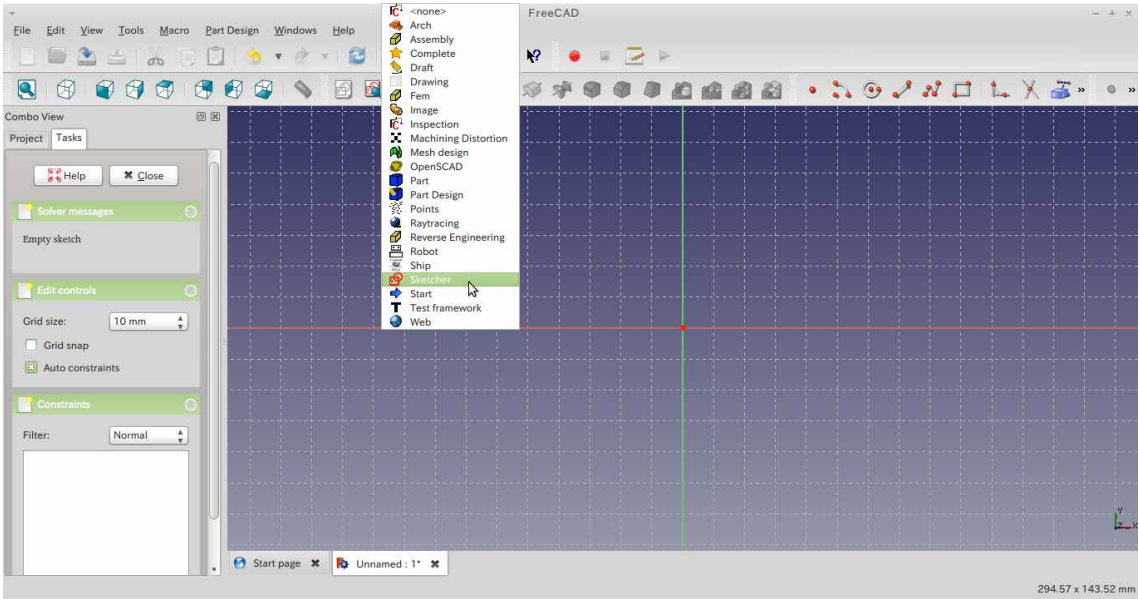 FreeCAD
File Edit View Tools Macro Part Design Windows Help
<none>
Arch
Assembly
Complete
Draft
Drawing
Fem
Image
Inspection
Machining Distortion
Mesh design
OpenSCAD
Part
Part Design
Points
Raytracing
Reverse Engineering
Robot
Ship
Sketcher
Start
Test framework
Web
Combo View
Project Tasks
Help Close
Solver messages
Empty sketch
Edit controls
Grid size: 10 mm
Grid snap
Auto constraints
Constraints
Filter: Normal
Y
Z X
Start page Unnamed : 1*
294.57 x 143.52 mm